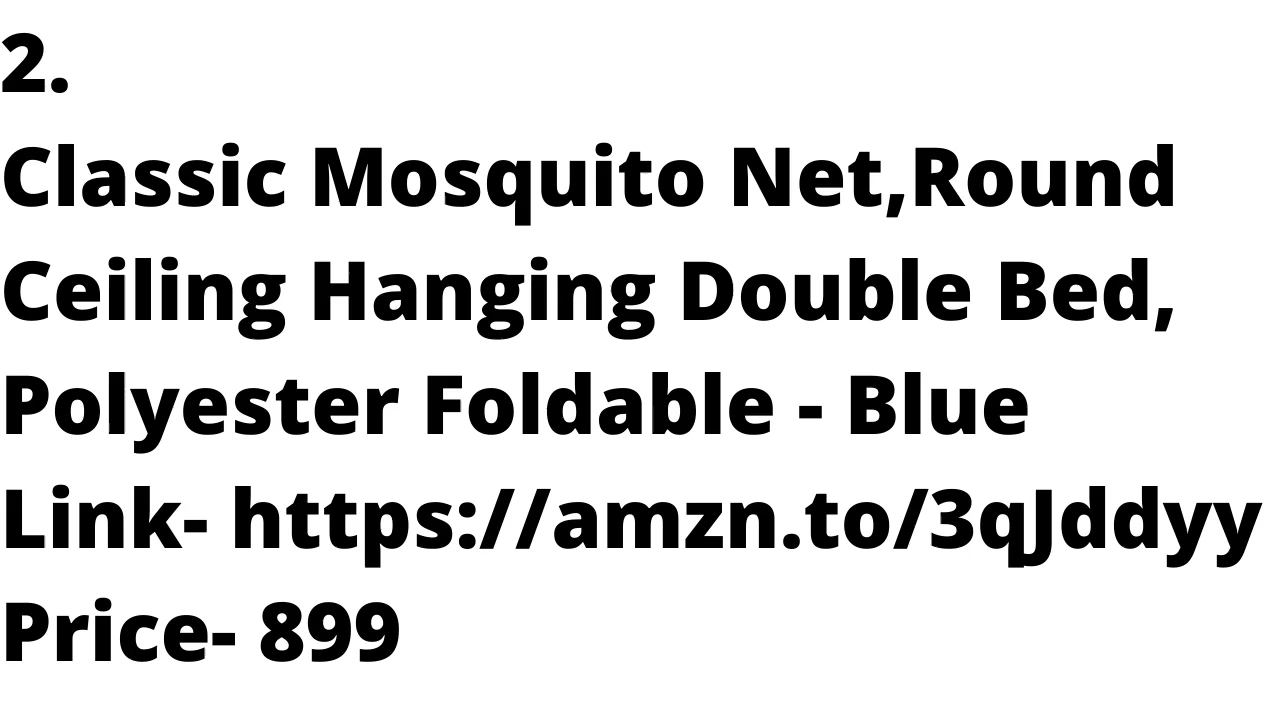 2.
Classic Mosquito Net,Round
Ceiling Hanging Double Bed,
Polyester Foldable - Blue
Link- https://amzn.to/3qJddyy
Price- 899